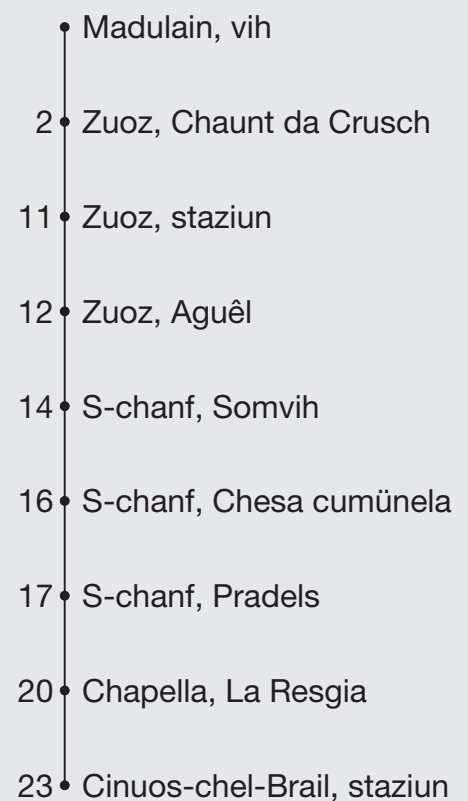 Madulain, vih
2 Zuoz, Chaunt da Crusch
11 Zuoz, staziun
12 Zuoz, Aguêl
14 S-chanf, Somvih
16 S-chanf, Chesa cumünela
17 S-chanf, Pradels
20 Chapella, La Resgia
23 Cinuos-chel-Brail, staziun